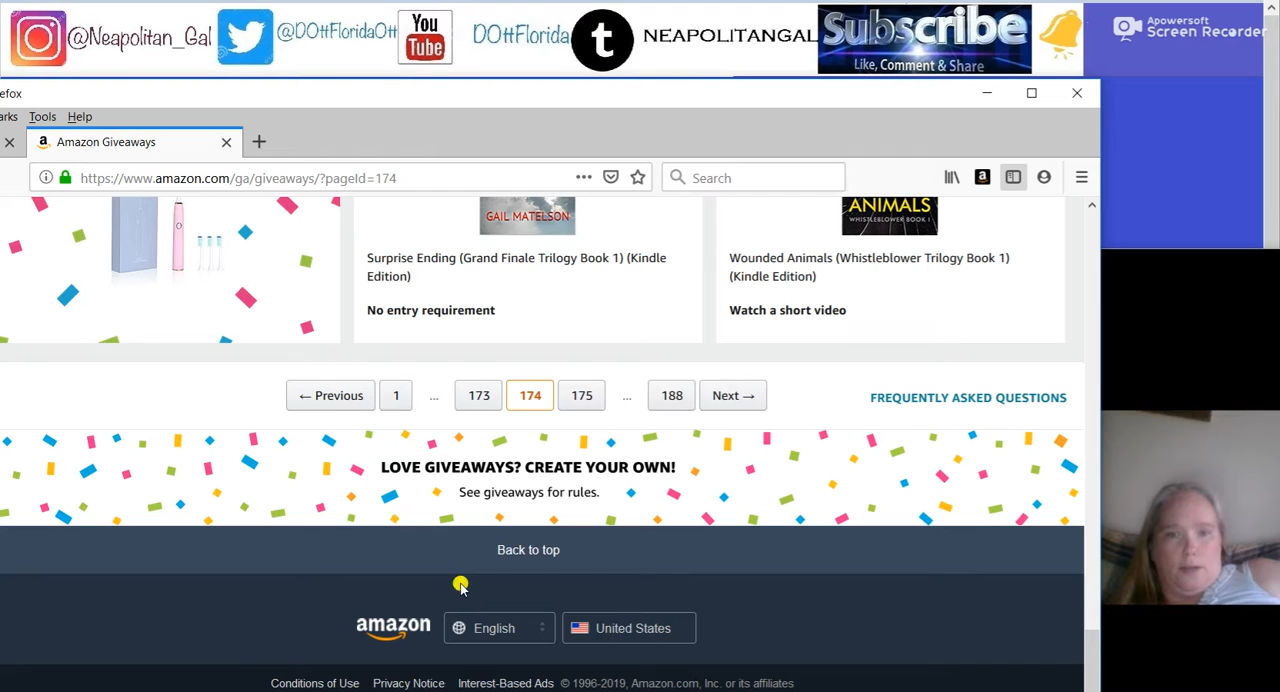 @Neapolitan_Gal
@DOttFloridaOtt
You
Tube
DOttFlorida
t
NEAPOLITANGAL
Subscribe
Like, Comment & Share
Apowersoft
Screen Recorder
efox
arks Tools Help
a Amazon Giveaways
https://www.amazon.com/ga/giveaways/?pageId=174
Search
a
GAIL MATELSON
ANIMALS
WHISTLEBLOWER BOOK 1
Surprise Ending (Grand Finale Trilogy Book 1) (Kindle
Edition)
No entry requirement
Wounded Animals (Whistleblower Trilogy Book 1)
(Kindle Edition)
Watch a short video
← Previous 1 ... 173 174 175 ... 188 Next →
FREQUENTLY ASKED QUESTIONS
LOVE GIVEAWAYS? CREATE YOUR OWN!
See giveaways for rules.
Back to top
amazon English United States
Conditions of Use Privacy Notice Interest-Based Ads © 1996-2019, Amazon.com, Inc. or its affiliates